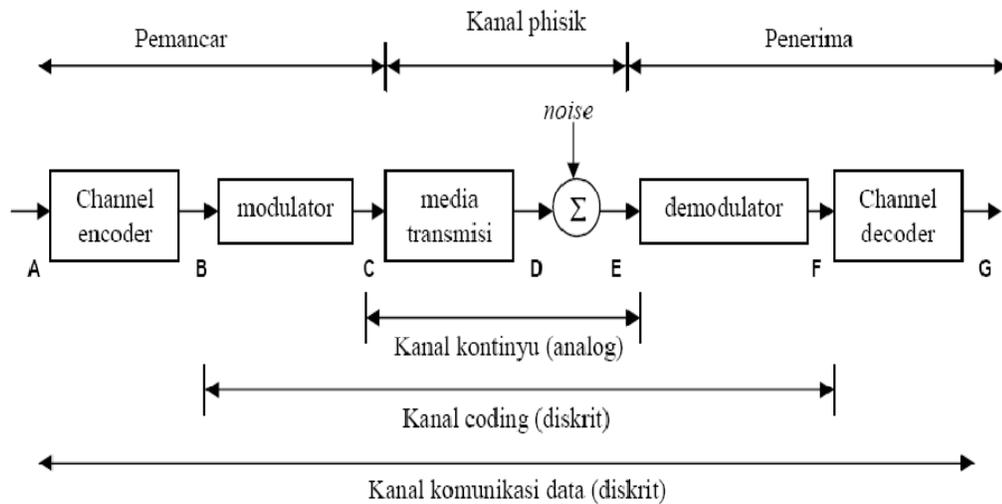 Pemancar
Kanal phisik
Penerima
noise
Channel
encoder
modulator
media
transmisi
Σ
demodulator
Channel
decoder
A
B
C
D
E
F
G
Kanal kontinyu (analog)
Kanal coding (diskrit)
Kanal komunikasi data (diskrit)